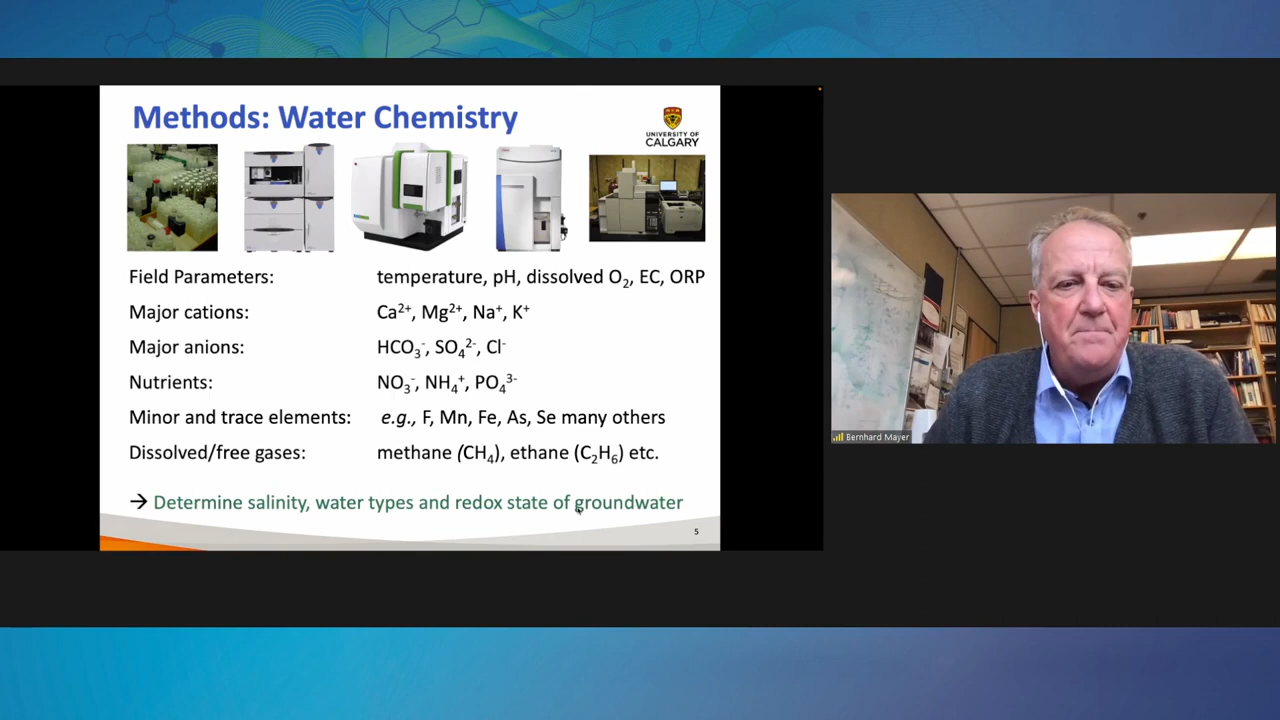 Methods: Water Chemistry
UNIVERSITY OF
CALGARY
Field Parameters: temperature, pH, dissolved O₂, EC, ORP
Major cations: Ca²⁺, Mg²⁺, Na⁺, K⁺
Major anions: HCO₃⁻, SO₄²⁻, Cl⁻
Nutrients: NO₃⁻, NH₄⁺, PO₄³⁻
Minor and trace elements: e.g., F, Mn, Fe, As, Se many others
Dissolved/free gases: methane (CH₄), ethane (C₂H₆) etc.
→ Determine salinity, water types and redox state of groundwater
5
Bernhard Mayer